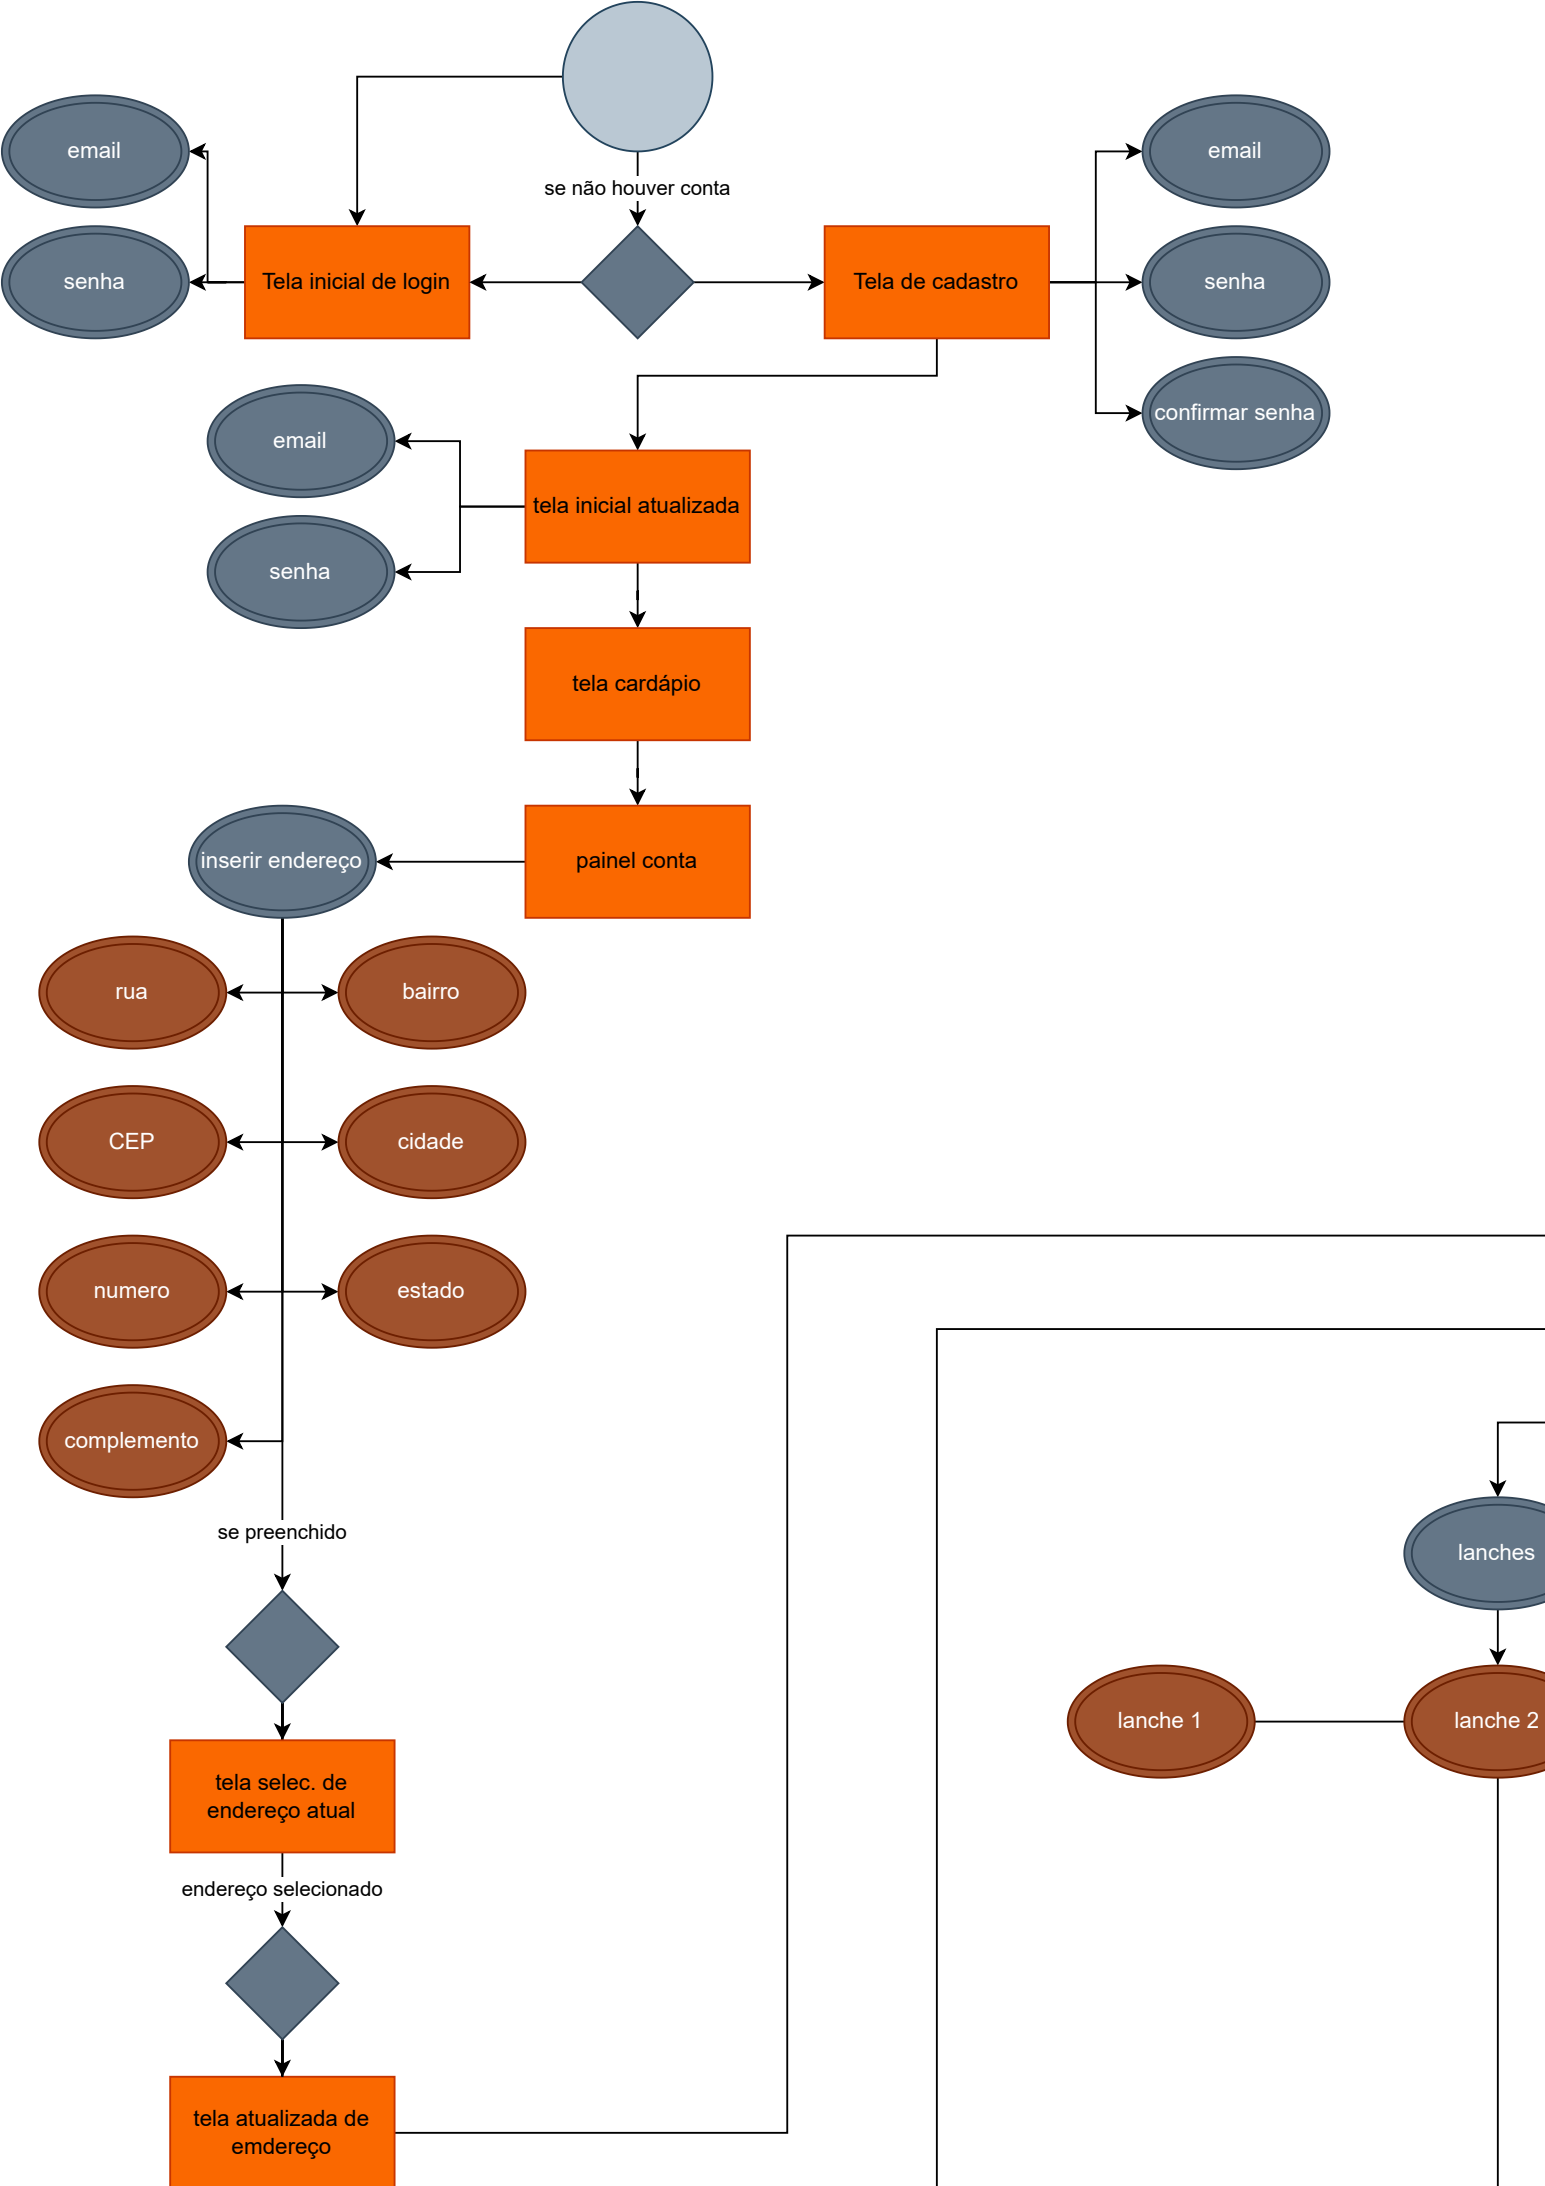 se não houver conta
email
email
senha
Tela inicial de login
Tela de cadastro
senha
confirmar senha
email
tela inicial atualizada
senha
tela cardápio
inserir endereço
painel conta
rua
bairro
CEP
cidade
numero
estado
complemento
se preenchido
lanches
lanche 1
lanche 2
tela selec. de
endereço atual
endereço selecionado
tela atualizada de
emdereço